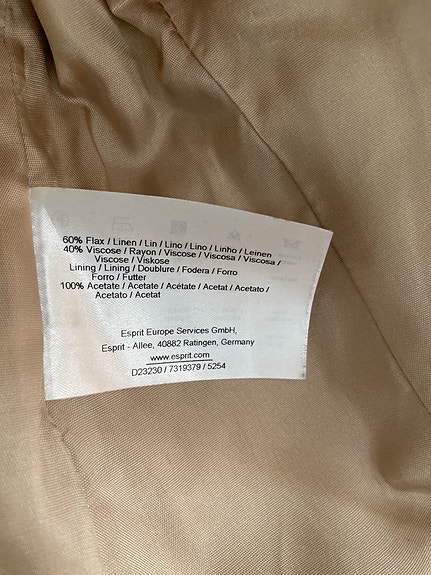 60% Flax / Linen / Lin / Lino / Lino / Linho / Leinen
40% Viscose / Rayon / Viscose / Viscosa / Viscosa /
Viscose / Viskose
Lining / Lining / Doublure / Fodera / Forro
Forro / Futter
100% Acetate / Acetate / Acétate / Acetat / Acetato /
Acetato / Acetat
Esprit Europe Services GmbH,
Esprit - Allee, 40882 Ratingen, Germany
www.esprit.com
D23230 / 7319379 / 5254